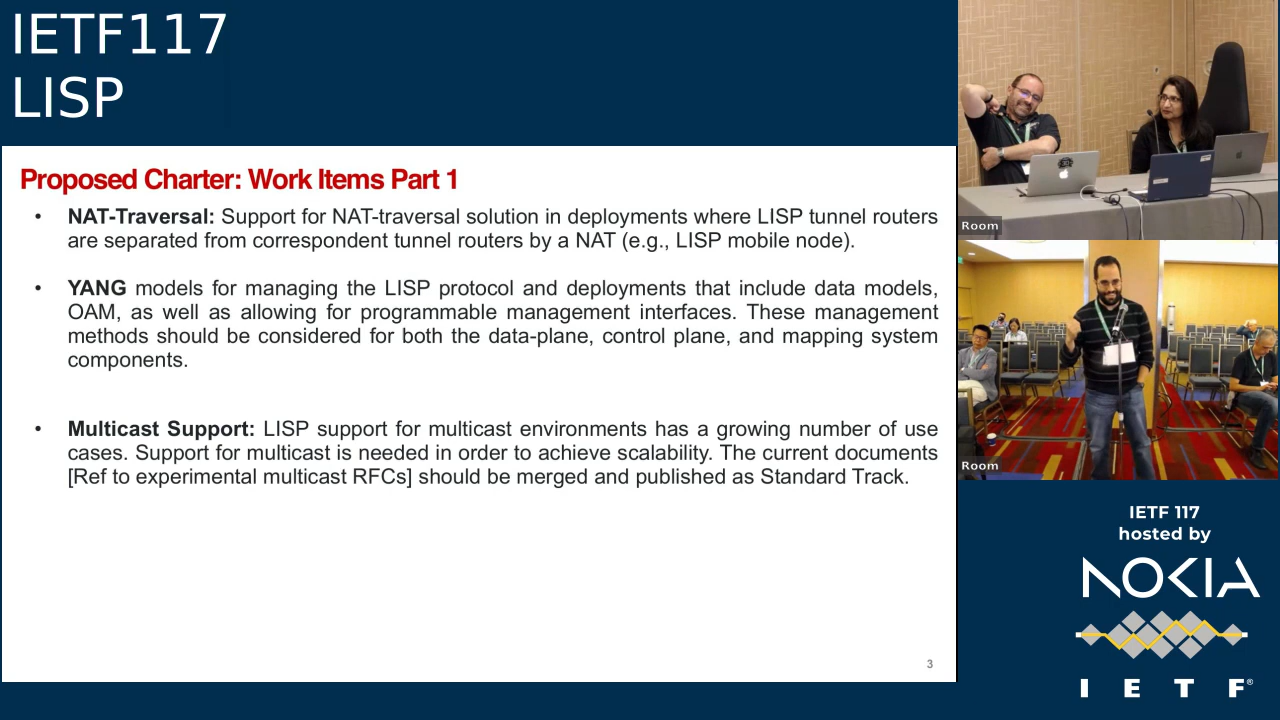 IETF117
LISP
Proposed Charter: Work Items Part 1
• NAT-Traversal: Support for NAT-traversal solution in deployments where LISP tunnel routers
are separated from correspondent tunnel routers by a NAT (e.g., LISP mobile node).
• YANG models for managing the LISP protocol and deployments that include data models,
OAM, as well as allowing for programmable management interfaces. These management
methods should be considered for both the data-plane, control plane, and mapping system
components.
• Multicast Support: LISP support for multicast environments has a growing number of use
cases. Support for multicast is needed in order to achieve scalability. The current documents
[Ref to experimental multicast RFCs] should be merged and published as Standard Track.
3
Room
Room
IETF 117
hosted by
NOKIA
I E T F®